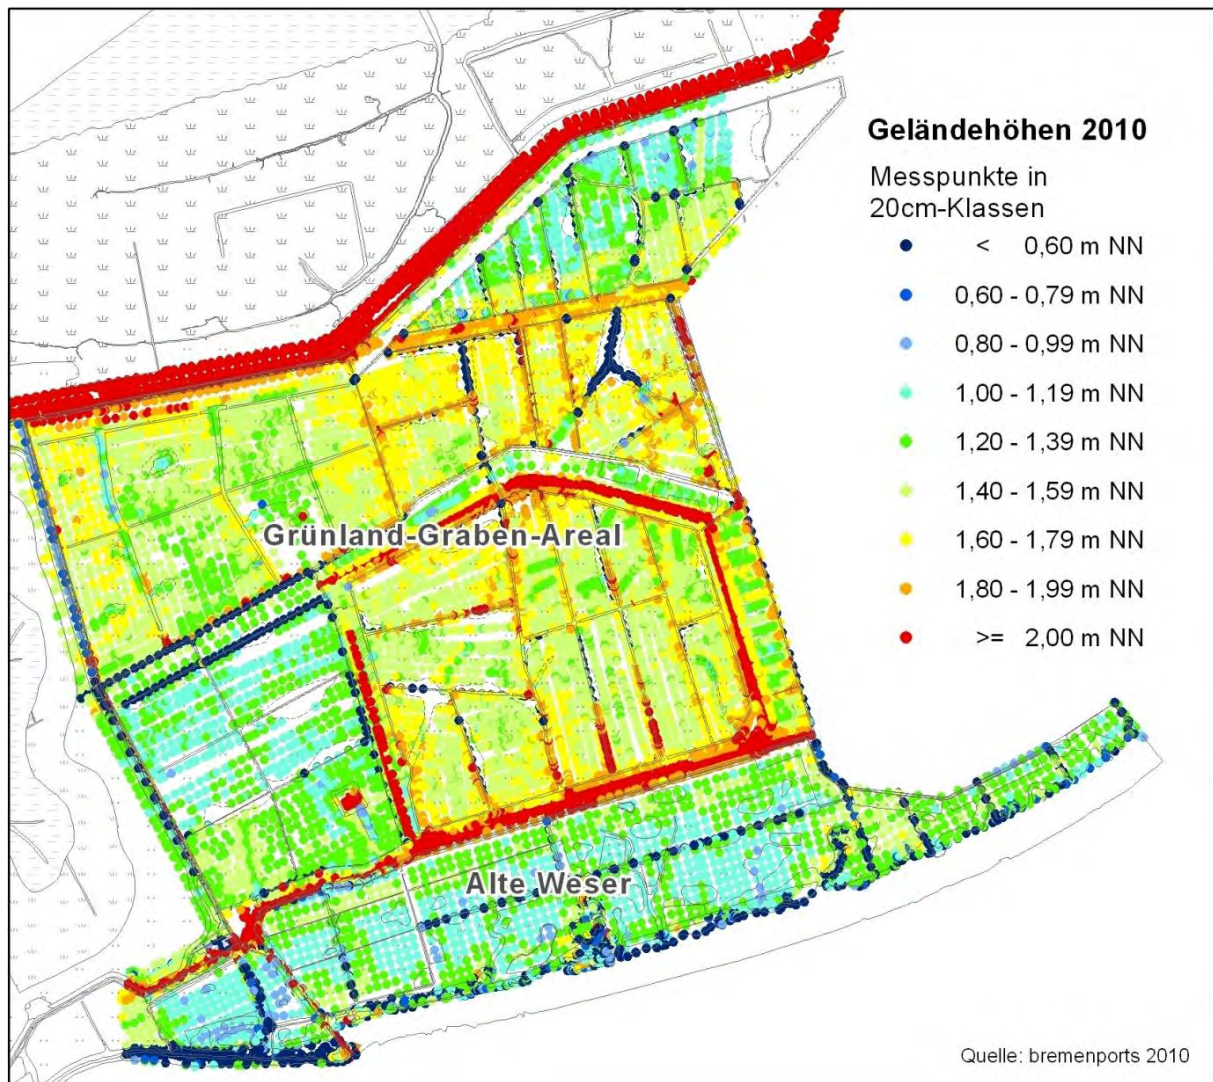 Geländehöhen 2010
Messpunkte in
20cm-Klassen
< 0,60 m NN
0,60 - 0,79 m NN
0,80 - 0,99 m NN
1,00 - 1,19 m NN
1,20 - 1,39 m NN
1,40 - 1,59 m NN
1,60 - 1,79 m NN
1,80 - 1,99 m NN
>= 2,00 m NN
Grünland-Graben-Areal
Alte Weser
Quelle: bremenports 2010